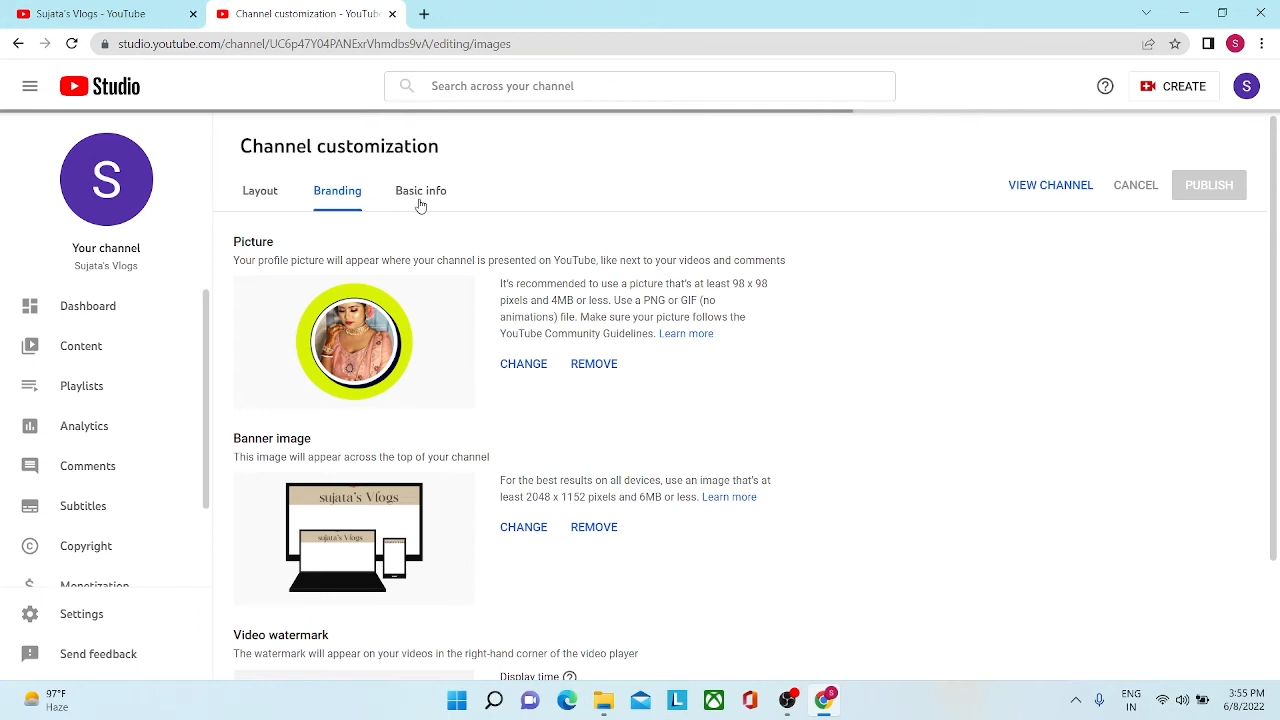 Sujata's Vlogs - YouTube
Channel customization - YouTube
studio.youtube.com/channel/UC6p47Y04PANExrVhmdbs9vA/editing/images
S
Studio
Search across your channel
CREATE
S
S
Channel customization
Layout
Branding
Basic info
VIEW CHANNEL
CANCEL
PUBLISH
Your channel
Sujata's Vlogs
Dashboard
Content
Playlists
Analytics
Comments
Subtitles
Copyright
Monetization
Settings
Send feedback
Picture
Your profile picture will appear where your channel is presented on YouTube, like next to your videos and comments
It's recommended to use a picture that's at least 98 x 98
pixels and 4MB or less. Use a PNG or GIF (no
animations) file. Make sure your picture follows the
YouTube Community Guidelines. Learn more
CHANGE
REMOVE
Banner image
This image will appear across the top of your channel
sujata's Vlogs
sujata's Vlogs
For the best results on all devices, use an image that's at
least 2048 x 1152 pixels and 6MB or less. Learn more
CHANGE
REMOVE
Video watermark
The watermark will appear on your videos in the right-hand corner of the video player
Display time
97°F
Haze
L
S
ENG
IN
3:55 PM
6/8/2022